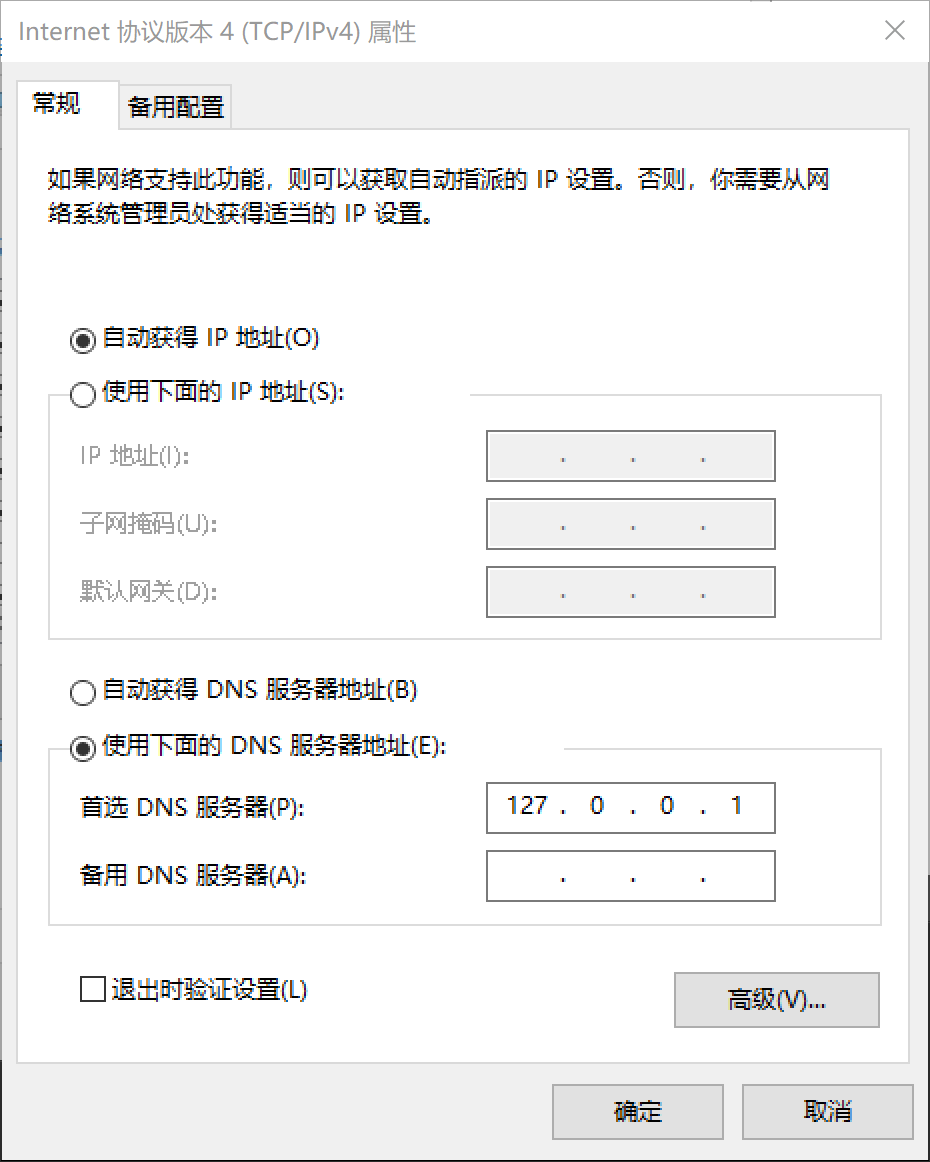 Internet 协议版本 4 (TCP/IPv4) 属性
常规
备用配置
如果网络支持此功能，则可以获取自动指派的 IP 设置。否则，你需要从网
络系统管理员处获得适当的 IP 设置。
自动获得 IP 地址(O)
使用下面的 IP 地址(S):
IP 地址(I):
. . .
子网掩码(U):
. . .
默认网关(D):
. . .
自动获得 DNS 服务器地址(B)
使用下面的 DNS 服务器地址(E):
首选 DNS 服务器(P):
127 . 0 . 0 . 1
备用 DNS 服务器(A):
. . .
退出时验证设置(L)
高级(V)...
确定
取消